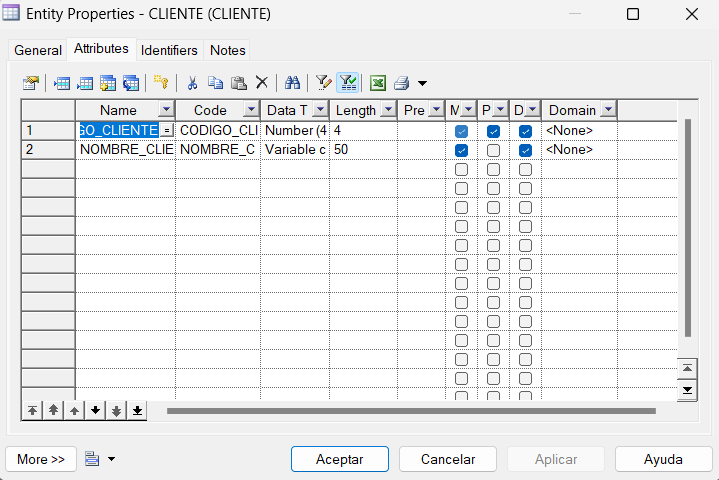 Entity Properties - CLIENTE (CLIENTE)
General Attributes Identifiers Notes
Name Code Data T Length Pre M P D Domain
1 GO_CLIENTE = CODIGO_CLI Number (4 4 <None>
2 NOMBRE_CLIE NOMBRE_C Variable c 50 <None>
More >> Aceptar Cancelar Aplicar Ayuda